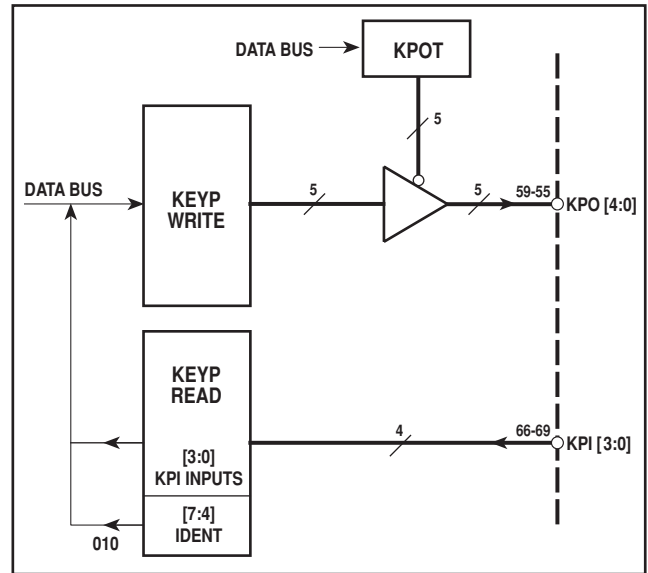 DATA BUS
KPOT
5
DATA BUS
KEYP
WRITE
5
5
59-55
KPO [4:0]
KEYP
READ
[3:0]
KPI INPUTS
4
66-69
KPI [3:0]
[7:4]
IDENT
010